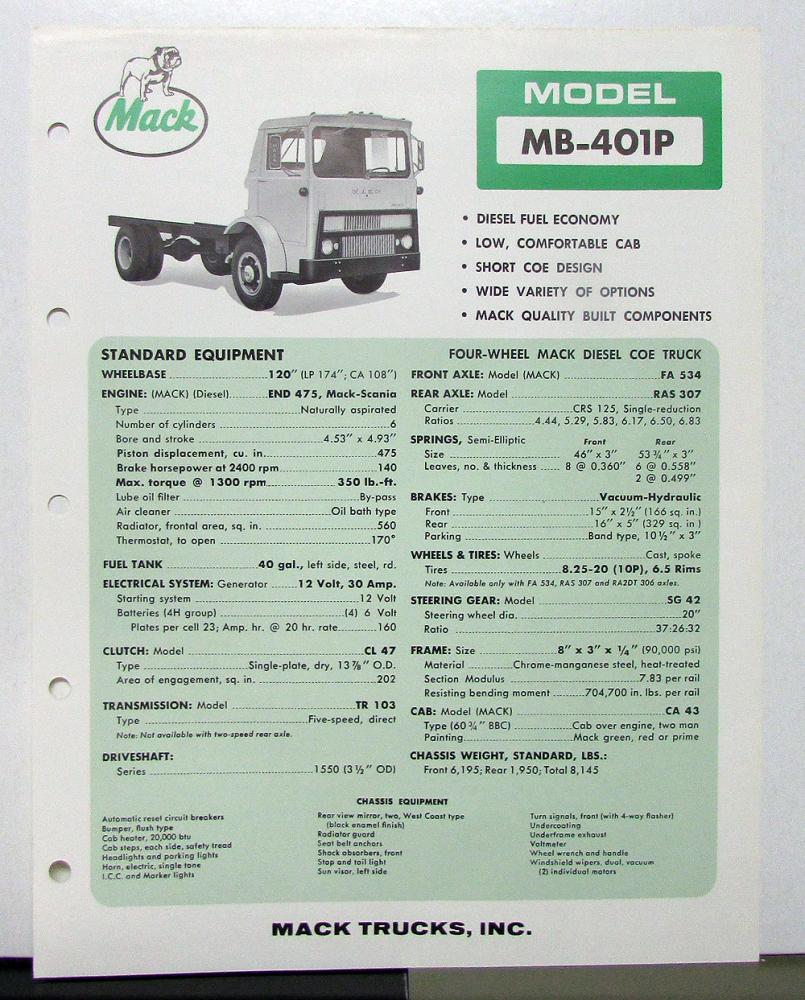 Mack
MODEL
MB-401P
• DIESEL FUEL ECONOMY
• LOW, COMFORTABLE CAB
• SHORT COE DESIGN
• WIDE VARIETY OF OPTIONS
• MACK QUALITY BUILT COMPONENTS
STANDARD EQUIPMENT
WHEELBASE 120" (LP 174"; CA 108")
ENGINE: (MACK) (Diesel) END 475, Mack-Scania
Type Naturally aspirated
Number of cylinders 6
Bore and stroke 4.53" x 4.93"
Piston displacement, cu. in. 475
Brake horsepower at 2400 rpm 140
Max. torque @ 1300 rpm 350 lb.-ft.
Lube oil filter By-pass
Air cleaner Oil bath type
Radiator, frontal area, sq. in. 560
Thermostat, to open 170°
FUEL TANK 40 gal., left side, steel, rd.
ELECTRICAL SYSTEM: Generator 12 Volt, 30 Amp.
Starting system 12 Volt
Batteries (4H group) (4) 6 Volt
Plates per cell 23; Amp. hr. @ 20 hr. rate 160
CLUTCH: Model CL 47
Type Single-plate, dry, 13⅞" O.D.
Area of engagement, sq. in. 202
TRANSMISSION: Model TR 103
Type Five-speed, direct
Note: Not available with two-speed rear axle.
DRIVESHAFT:
Series 1550 (3½" OD)
FOUR-WHEEL MACK DIESEL COE TRUCK
FRONT AXLE: Model (MACK) FA 534
REAR AXLE: Model RAS 307
Carrier CRS 125, Single-reduction
Ratios 4.44, 5.29, 5.83, 6.17, 6.50, 6.83
SPRINGS, Semi-Elliptic Front Rear
Size 46" x 3" 53¾" x 3"
Leaves, no. & thickness 8 @ 0.360" 6 @ 0.558"
2 @ 0.499"
BRAKES: Type Vacuum-Hydraulic
Front 15" x 2½" (166 sq. in.)
Rear 16" x 5" (329 sq. in)
Parking Band type, 10½" x 3"
WHEELS & TIRES: Wheels Cast, spoke
Tires 8.25-20 (10P), 6.5 Rims
Note: Available only with FA 534, RAS 307 and RA2DT 306 axles.
STEERING GEAR: Model SG 42
Steering wheel dia. 20"
Ratio 37:26:32
FRAME: Size 8" x 3" x ¼" (90,000 psi)
Material Chrome-manganese steel, heat-treated
Section Modulus 7.83 per rail
Resisting bending moment 704,700 in. lbs. per rail
CAB: Model (MACK) CA 43
Type (60¾" BBC) Cab over engine, two man
Painting Mack green, red or prime
CHASSIS WEIGHT, STANDARD, LBS.:
Front 6,195; Rear 1,950; Total 8,145
CHASSIS EQUIPMENT
Automatic reset circuit breakers
Bumper, flush type
Cab heater, 20,000 btu
Cab steps, each side, safety tread
Headlights and parking lights
Horn, electric, single tone
I.C.C. and Marker lights
Rear view mirror, two, West Coast type
(black enamel finish)
Radiator guard
Seat belt anchors
Shock absorbers, front
Stop and tail light
Sun visor, left side
Turn signals, front (with 4-way flasher)
Undercoating
Underframe exhaust
Voltmeter
Wheel wrench and handle
Windshield wipers, dual, vacuum
(2) individual motors
MACK TRUCKS, INC.